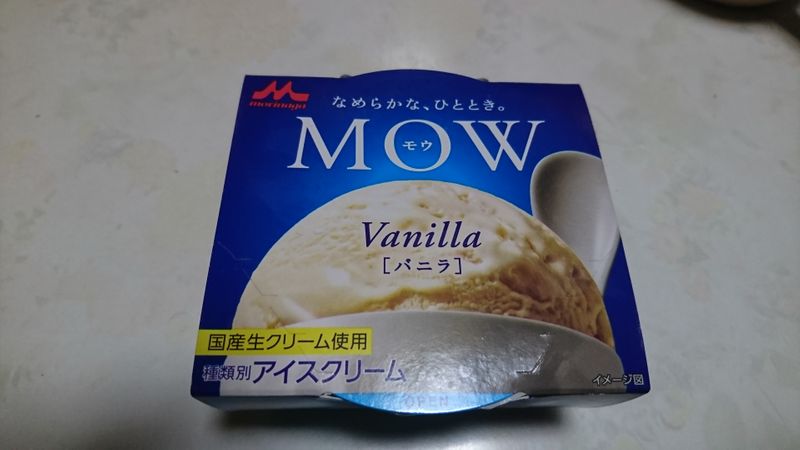 morinaga
なめらかな、ひととき。
MOW
モウ
Vanilla
[バニラ]
国産生クリーム使用
種類別 アイスクリーム
イメージ図
OPEN